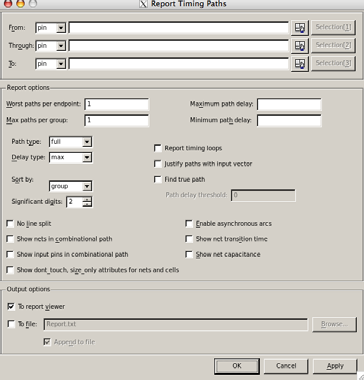 Report Timing Paths
From: pin Selection[1]
Through: pin Selection[2]
To: pin Selection[3]
Report options
Worst paths per endpoint: 1 Maximum path delay:
Max paths per group: 1 Minimum path delay:
Path type: full Report timing loops
Delay type: max Justify paths with input vector
Sort by: group Find true path
Path delay threshold: 0
Significant digits: 2
No line split Enable asynchronous arcs
Show nets in combinational path Show net transition time
Show input pins in combinational path Show net capacitance
Show dont_touch, size_only attributes for nets and cells
Output options
To report viewer
To file: Report.txt Browse...
Append to file
OK Cancel Apply